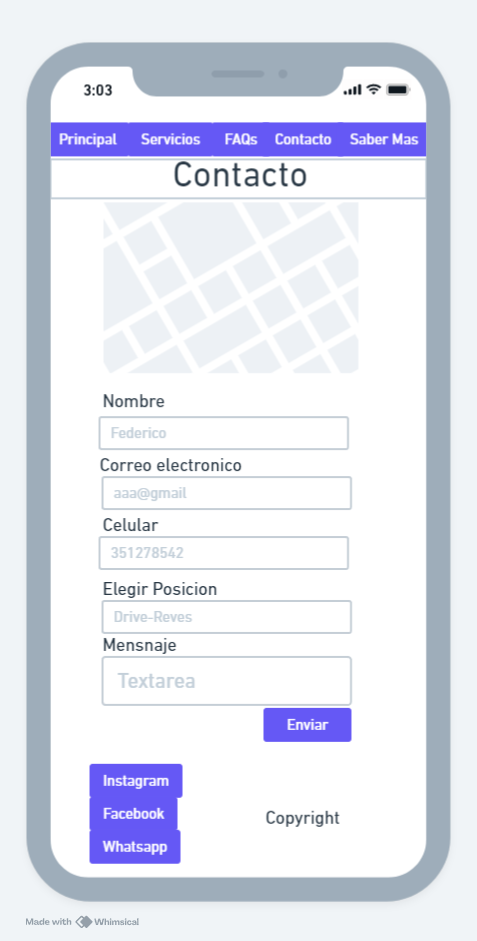 3:03
Principal Servicios FAQs Contacto Saber Mas
Contacto
Nombre
Federico
Correo electronico
aaa@gmail
Celular
351278542
Elegir Posicion
Drive-Reves
Mensnaje
Textarea
Enviar
Instagram
Facebook
Whatsapp
Copyright
Made with Whimsical